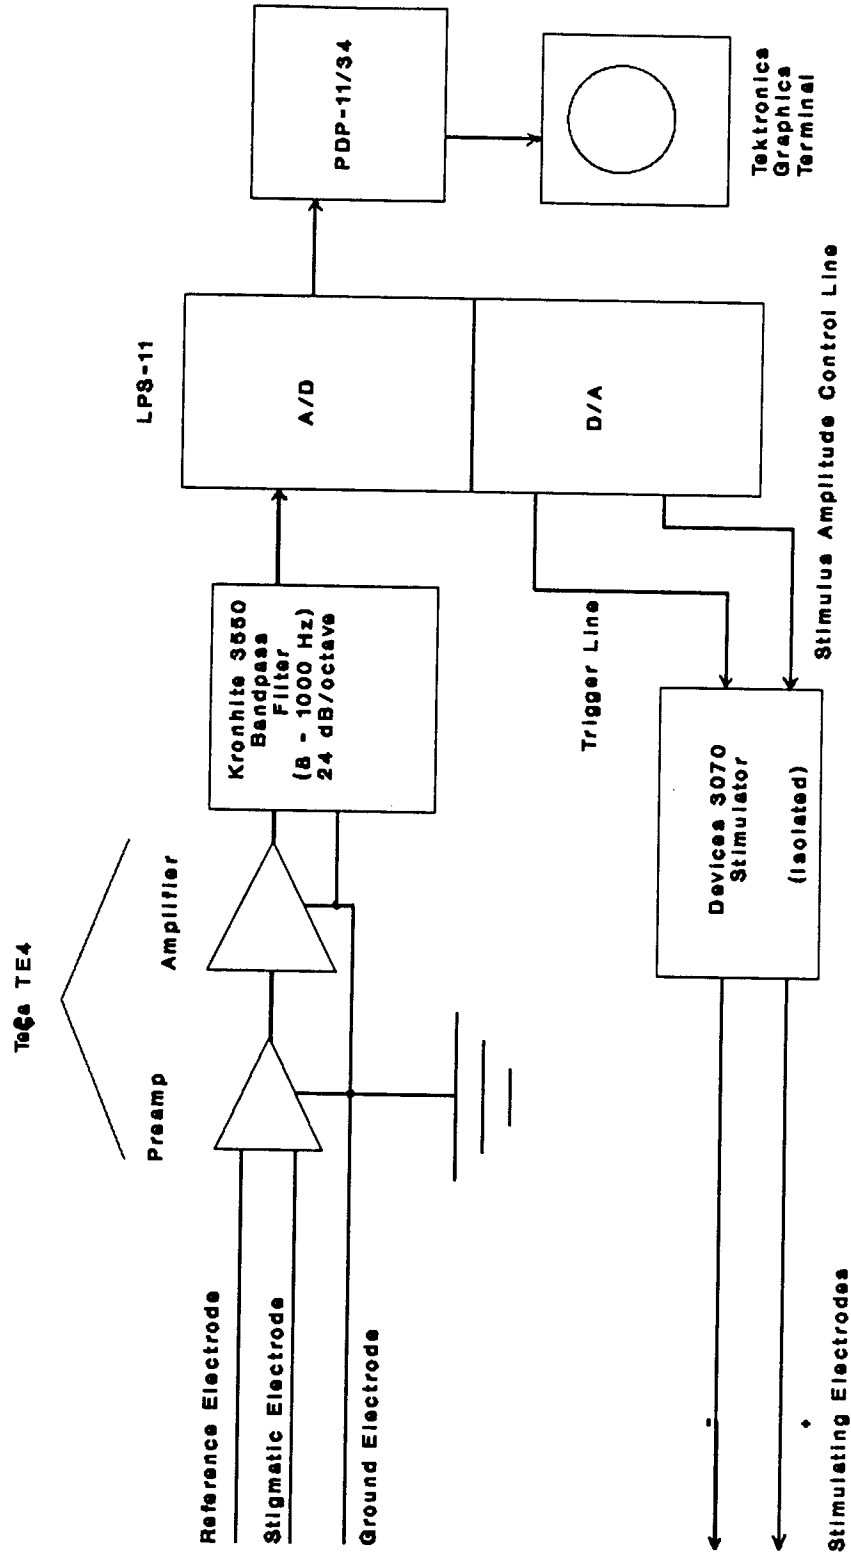 TeCa TE4
Preamp
Amplifier
Reference Electrode
Stigmatic Electrode
Ground Electrode
Kronhite 3550
Bandpass
Filter
(8 - 1000 Hz)
24 dB/octave
LPS-11
A/D
D/A
PDP-11/34
Tektronics
Graphics
Terminal
Trigger Line
Stimulus Amplitude Control Line
Devices 3070
Stimulator
(Isolated)
-
+
Stimulating Electrodes